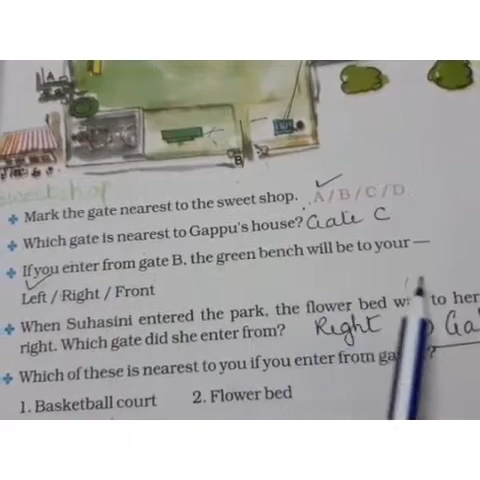 A
B
Sweetshop
❖ Mark the gate nearest to the sweet shop. A / B / C / D
❖ Which gate is nearest to Gappu's house? Gate C
❖ If you enter from gate B, the green bench will be to your —
Left / Right / Front
❖ When Suhasini entered the park, the flower bed to her
right. Which gate did she enter from? Right
❖ Which of these is nearest to you if you enter from ?
1. Basketball court 2. Flower bed